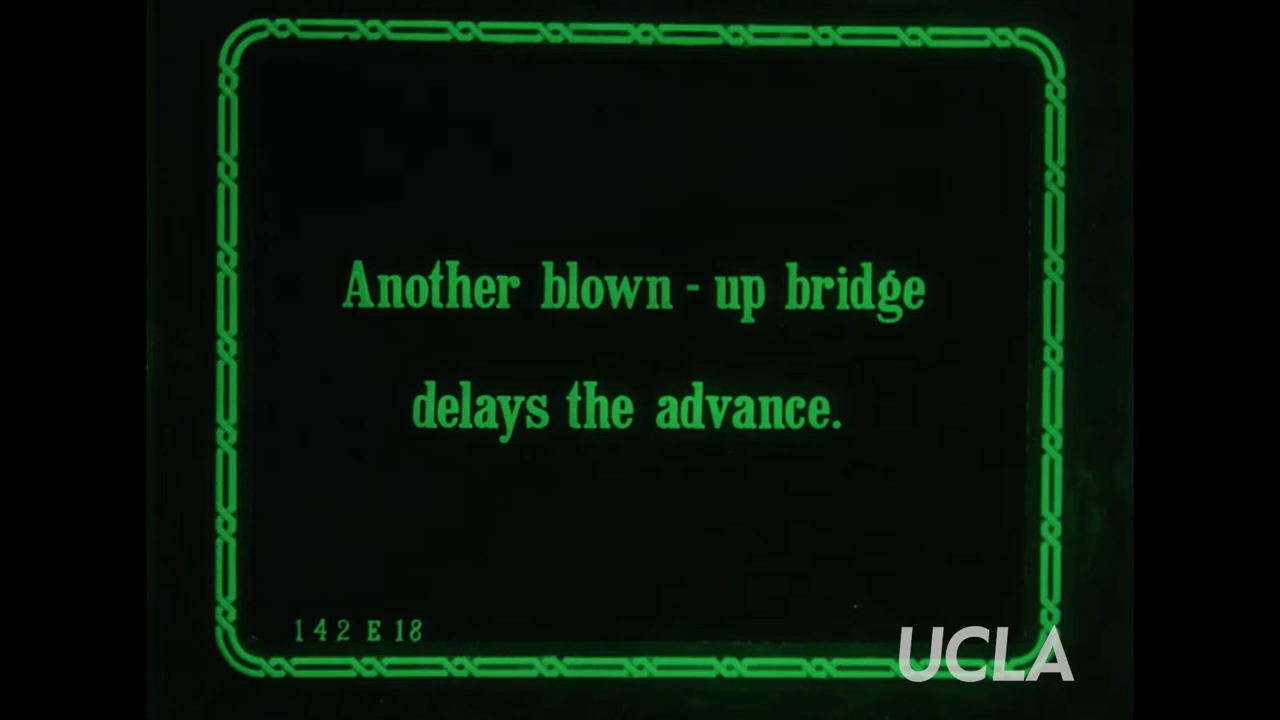 Another blown - up bridge
delays the advance.
142 E 18
UCLA